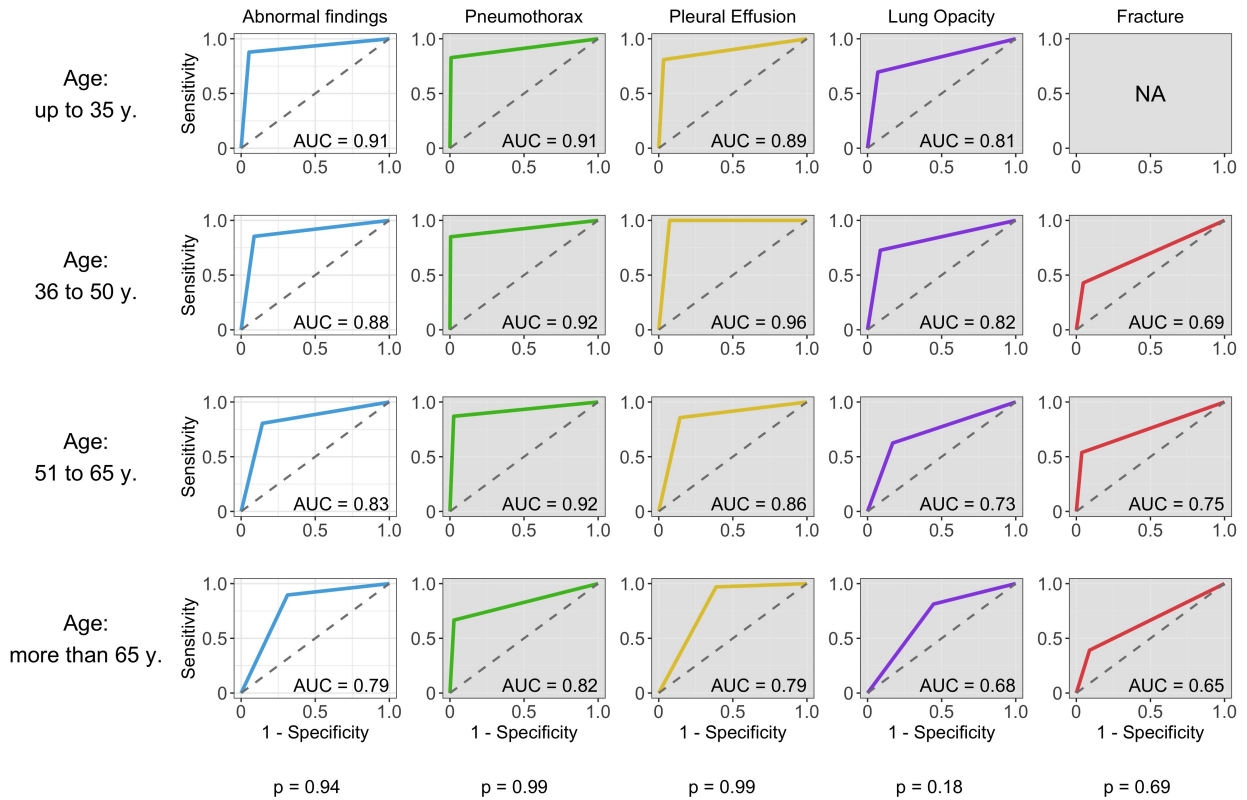 Abnormal findings Pneumothorax Pleural Effusion Lung Opacity Fracture
Age:
up to 35 y.
Sensitivity
1.0 1.0 1.0 1.0 1.0
0.5 0.5 0.5 0.5 0.5 NA
0 AUC = 0.91 0 AUC = 0.91 0 AUC = 0.89 0 AUC = 0.81 0
0 0.5 1.0 0 0.5 1.0 0 0.5 1.0 0 0.5 1.0 0 0.5 1.0
Age:
36 to 50 y.
Sensitivity
1.0 1.0 1.0 1.0 1.0
0.5 0.5 0.5 0.5 0.5
0 AUC = 0.88 0 AUC = 0.92 0 AUC = 0.96 0 AUC = 0.82 0 AUC = 0.69
0 0.5 1.0 0 0.5 1.0 0 0.5 1.0 0 0.5 1.0 0 0.5 1.0
Age:
51 to 65 y.
Sensitivity
1.0 1.0 1.0 1.0 1.0
0.5 0.5 0.5 0.5 0.5
0 AUC = 0.83 0 AUC = 0.92 0 AUC = 0.86 0 AUC = 0.73 0 AUC = 0.75
0 0.5 1.0 0 0.5 1.0 0 0.5 1.0 0 0.5 1.0 0 0.5 1.0
Age:
more than 65 y.
Sensitivity
1.0 1.0 1.0 1.0 1.0
0.5 0.5 0.5 0.5 0.5
0 AUC = 0.79 0 AUC = 0.82 0 AUC = 0.79 0 AUC = 0.68 0 AUC = 0.65
0 0.5 1.0 0 0.5 1.0 0 0.5 1.0 0 0.5 1.0 0 0.5 1.0
1 - Specificity 1 - Specificity 1 - Specificity 1 - Specificity 1 - Specificity
p = 0.94 p = 0.99 p = 0.99 p = 0.18 p = 0.69